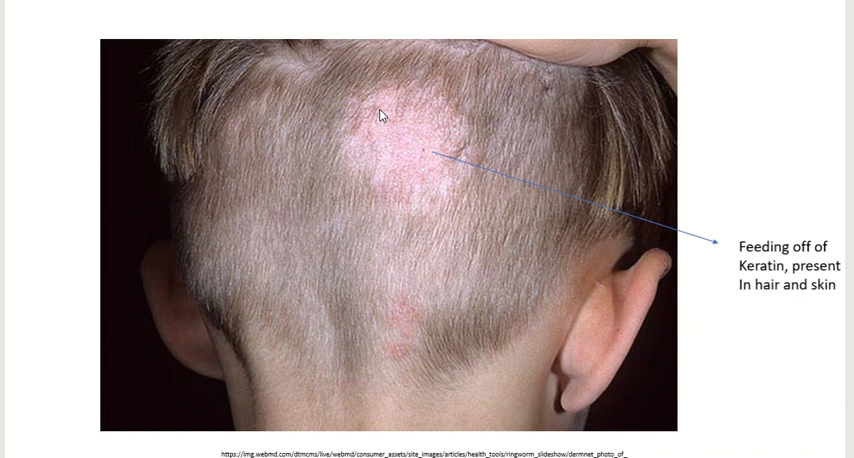 Feeding off of
Keratin, present
In hair and skin
https://img.webmd.com/dtmcms/live/webmd/consumer_assets/site_images/articles/health_tools/ringworm_slideshow/dermnet_photo_of_